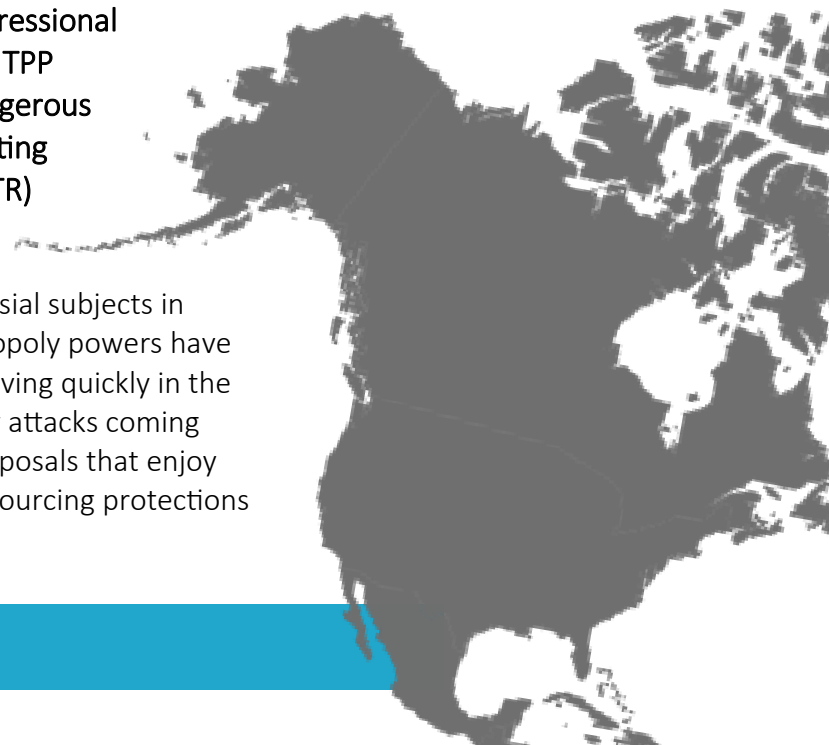 ressional
TPP
gerous
ting
TR)
sial subjects in
opoly powers have
ving quickly in the
attacks coming
posals that enjoy
sourcing protections